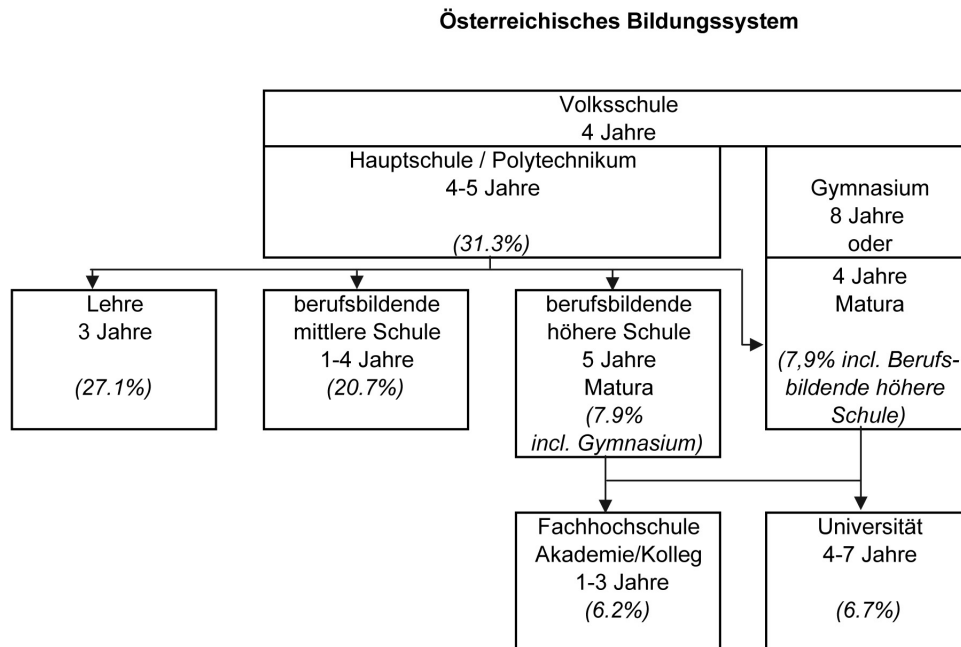 Österreichisches Bildungssystem
Volksschule
4 Jahre
Hauptschule / Polytechnikum
4-5 Jahre
(31.3%)
Gymnasium
8 Jahre
oder
4 Jahre
Matura
(7,9% incl. Berufs-
bildende höhere
Schule)
Lehre
3 Jahre
(27.1%)
berufsbildende
mittlere Schule
1-4 Jahre
(20.7%)
berufsbildende
höhere Schule
5 Jahre
Matura
(7.9%
incl. Gymnasium)
Fachhochschule
Akademie/Kolleg
1-3 Jahre
(6.2%)
Universität
4-7 Jahre
(6.7%)